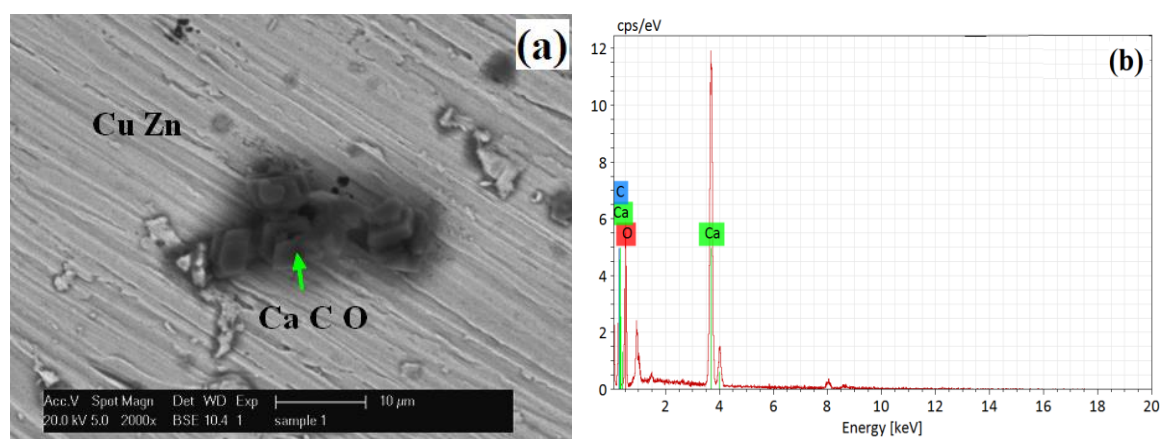 (a)
Cu Zn
Ca C O
Acc.V Spot Magn Det WD Exp 10 µm
20.0 kV 5.0 2000x BSE 10.4 1 sample 1
cps/eV
(b)
12
10
8
6
4
2
0
C
Ca
O
Ca
2 4 6 8 10 12 14 16 18 20
Energy [keV]